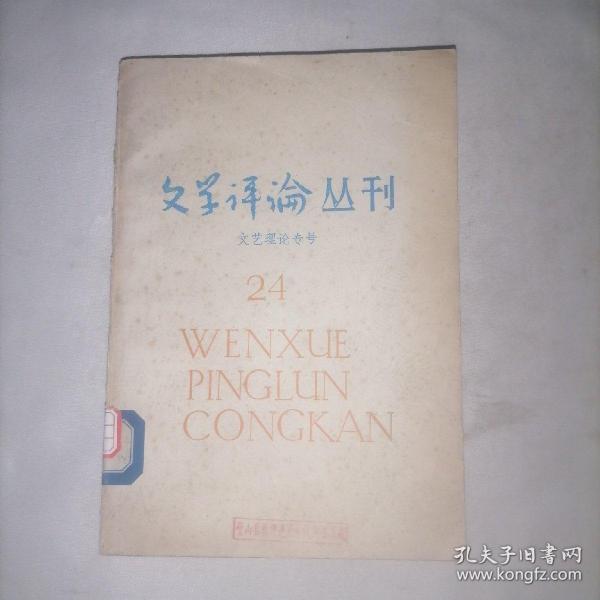 文学评论丛刊
文艺理论专号
24
WENXUE
PINGLUN
CONGKAN
孔夫子旧书网
www.kongfz.com